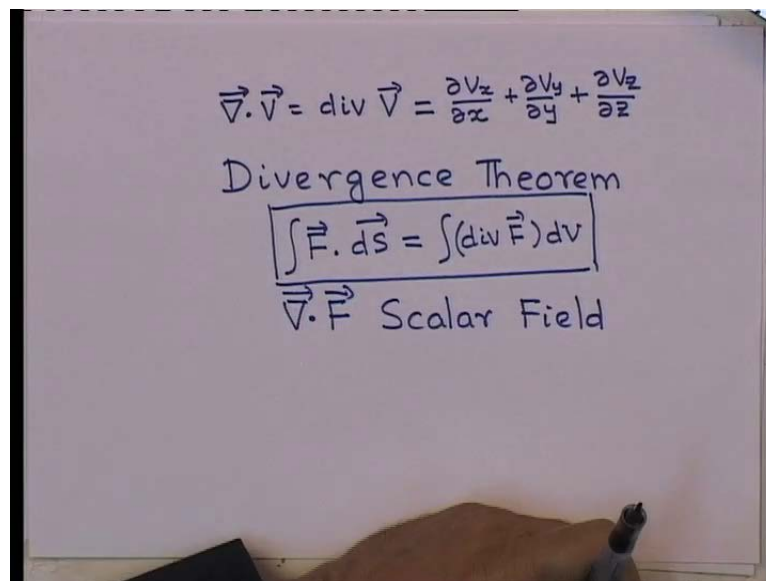 ∇⃗·V⃗ = div V⃗ = ∂Vx/∂x + ∂Vy/∂y + ∂Vz/∂z
Divergence Theorem
∫F⃗. dS⃗ = ∫(div F⃗) dV
∇⃗·F⃗ Scalar Field